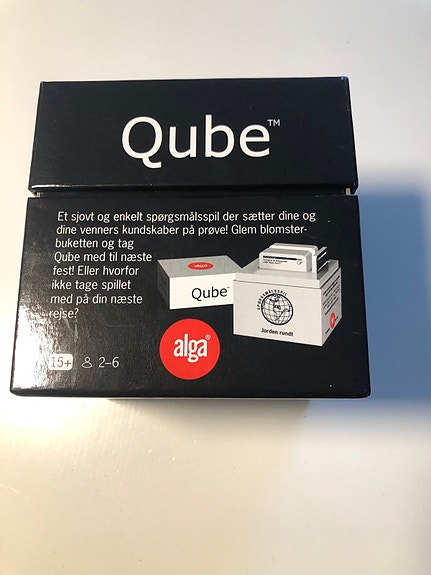 Qube™
Et sjovt og enkelt spørgsmålsspil der sætter dine og
dine venners kundskaber på prøve! Glem blomster-
buketten og tag
Qube med til næste
fest! Eller hvorfor
ikke tage spillet
med på din næste
rejse?
Qube™
SPØRGSMÅLSSPIL
Jorden rundt
alga®
15+ 2–6